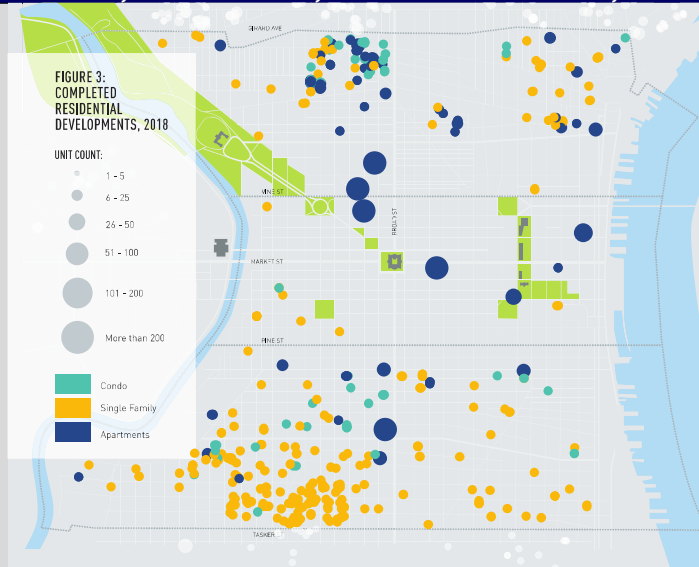 GIRARD AVE
FIGURE 3:
COMPLETED
RESIDENTIAL
DEVELOPMENTS, 2018
UNIT COUNT:
1 - 5
6 - 25
26 - 50
51 - 100
101 - 200
More than 200
Condo
Single Family
Apartments
VINE ST
BROAD ST
MARKET ST
PINE ST
TASKER